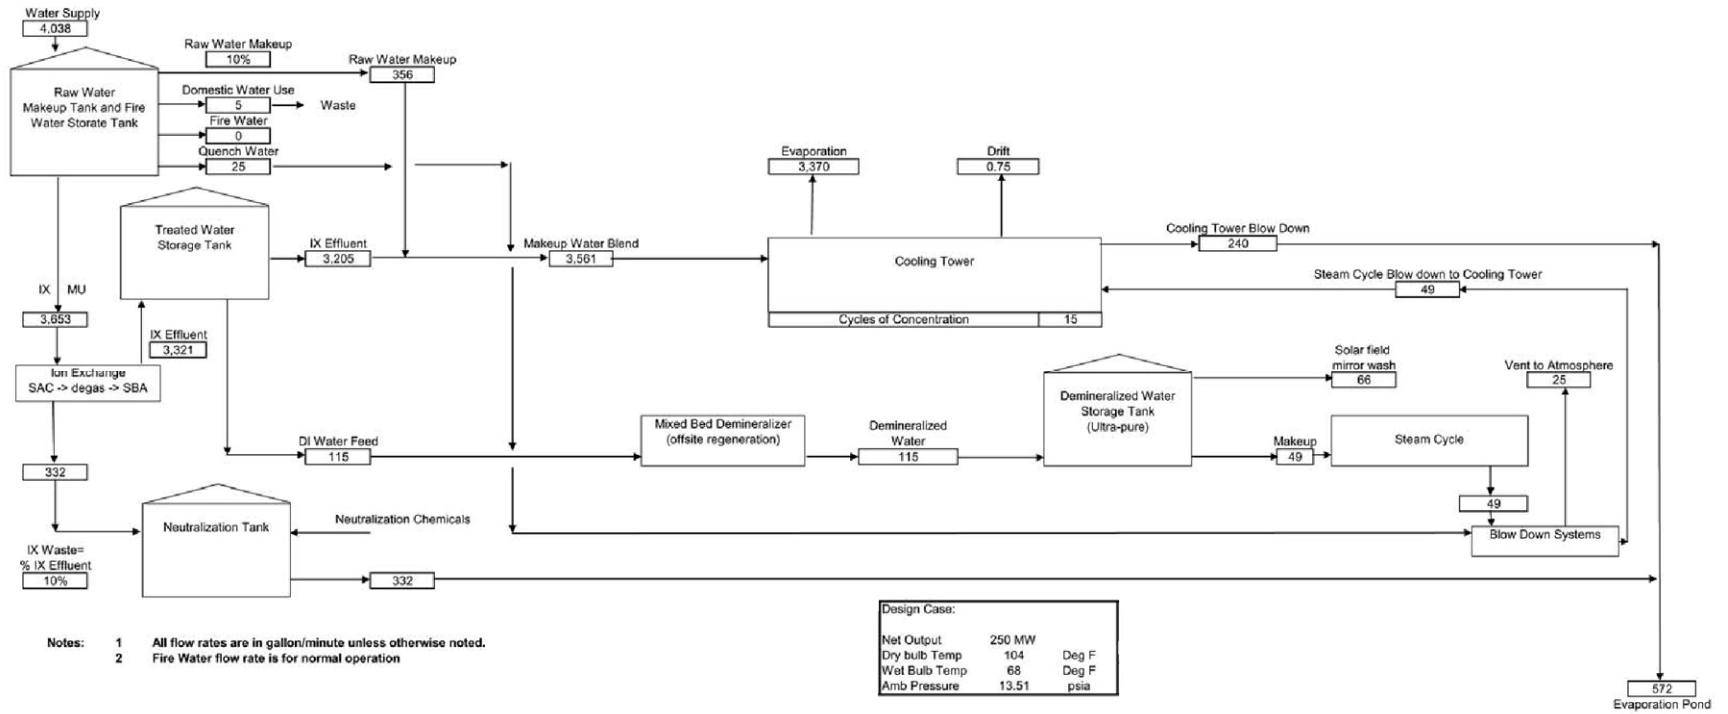 Water Supply
4,038
Raw Water
Makeup Tank and Fire
Water Storate Tank
Raw Water Makeup
10%
Raw Water Makeup
356
Domestic Water Use
5
Waste
Fire Water
0
Quench Water
25
Treated Water
Storage Tank
IX Effluent
3,205
Makeup Water Blend
3,561
Evaporation
3,370
Drift
0.75
Cooling Tower
Cycles of Concentration
15
Cooling Tower Blow Down
240
Steam Cycle Blow down to Cooling Tower
49
IX MU
3,653
IX Effluent
3,321
Ion Exchange
SAC -> degas -> SBA
332
DI Water Feed
115
Mixed Bed Demineralizer
(offsite regeneration)
Demineralized
Water
115
Demineralized Water
Storage Tank
(Ultra-pure)
Solar field
mirror wash
66
Makeup
49
Steam Cycle
49
Vent to Atmosphere
25
Blow Down Systems
Neutralization Tank
Neutralization Chemicals
332
IX Waste=
% IX Effluent
10%
Notes: 1 All flow rates are in gallon/minute unless otherwise noted.
2 Fire Water flow rate is for normal operation
Design Case:
Net Output 250 MW
Dry bulb Temp 104 Deg F
Wet Bulb Temp 68 Deg F
Amb Pressure 13.51 psia
572
Evaporation Pond